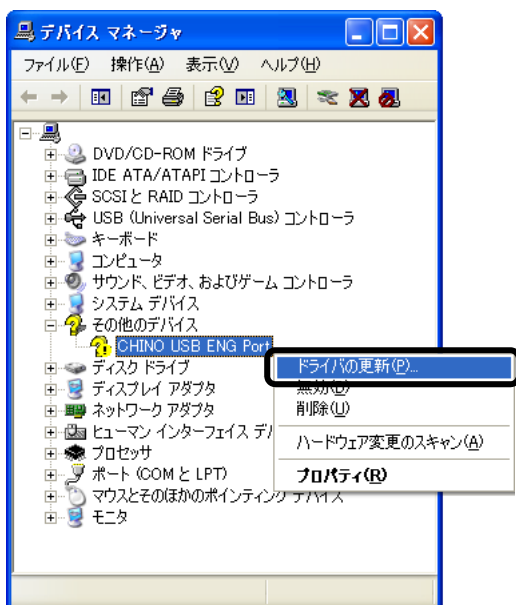 デバイス マネージャ
ファイル(F) 操作(A) 表示(V) ヘルプ(H)
DVD/CD-ROM ドライブ
IDE ATA/ATAPI コントローラ
SCSI と RAID コントローラ
USB (Universal Serial Bus) コントローラ
キーボード
コンピュータ
サウンド、ビデオ、およびゲーム コントローラ
システム デバイス
その他のデバイス
CHINO USB ENG Port
ドライバの更新(P)...
ディスク ドライブ
無効(D)
ディスプレイ アダプタ
削除(U)
ネットワーク アダプタ
ヒューマン インターフェイス デバ
ハードウェア変更のスキャン(A)
プロセッサ
ポート (COM と LPT)
プロパティ(R)
マウスとそのほかのポインティング デバイス
モニタ